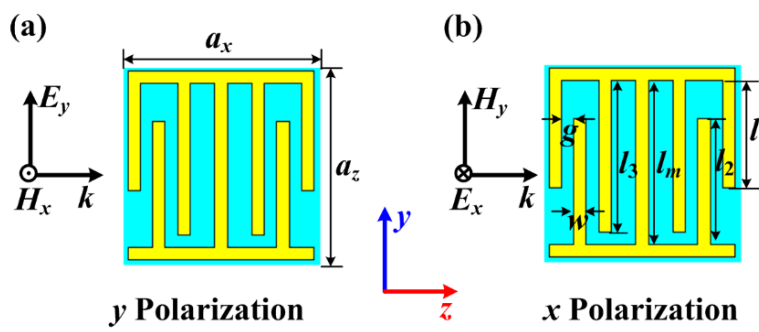 (a)
a_x
E_y
H_x
k
a_z
y
z
y Polarization
(b)
H_y
E_x
k
g
w
l_3
l_m
l_2
l
x Polarization